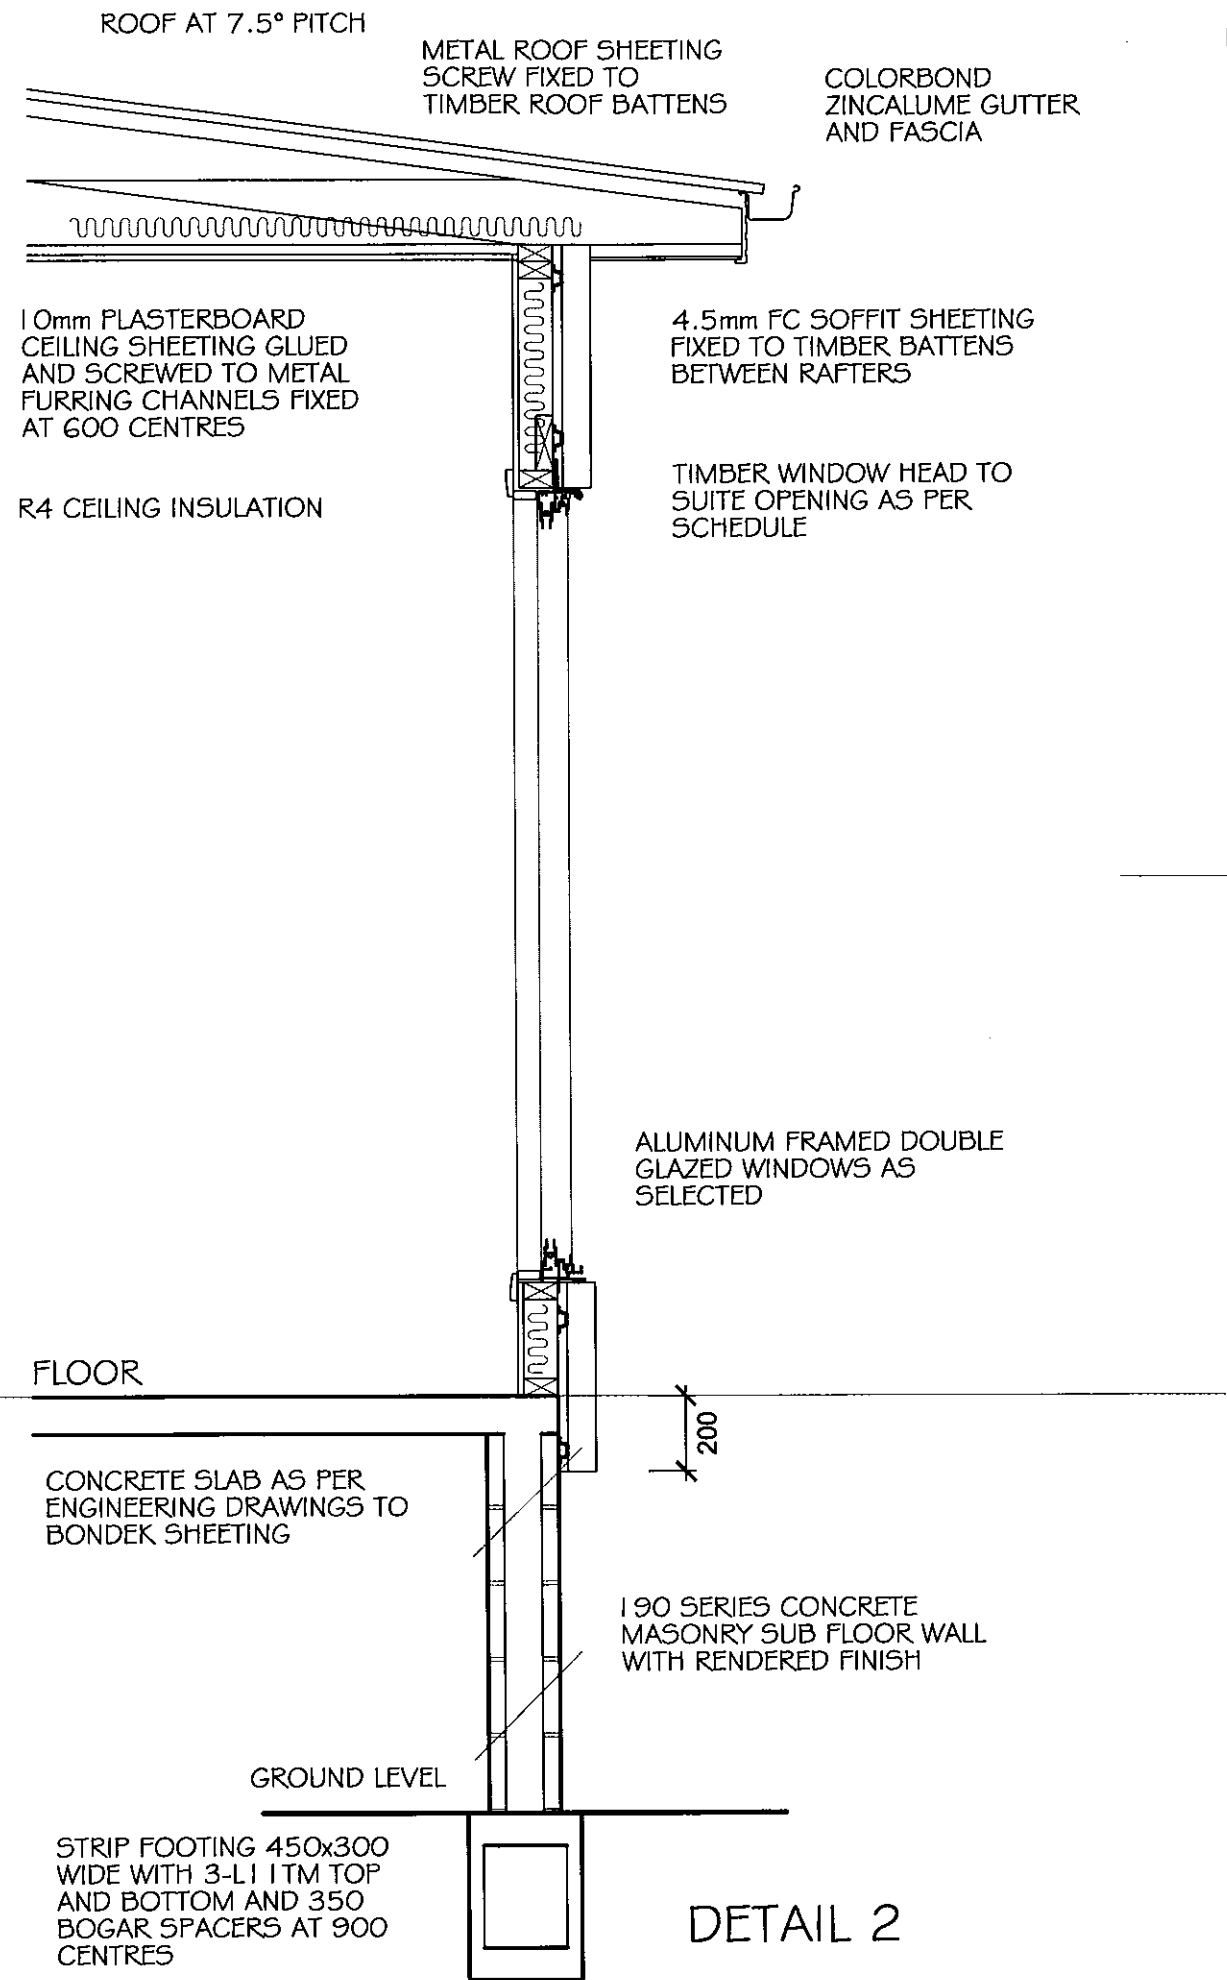 ROOF AT 7.5° PITCH
METAL ROOF SHEETING
SCREW FIXED TO
TIMBER ROOF BATTENS
COLORBOND
ZINCALUME GUTTER
AND FASCIA
10mm PLASTERBOARD
CEILING SHEETING GLUED
AND SCREWED TO METAL
FURRING CHANNELS FIXED
AT 600 CENTRES
4.5mm FC SOFFIT SHEETING
FIXED TO TIMBER BATTENS
BETWEEN RAFTERS
R4 CEILING INSULATION
TIMBER WINDOW HEAD TO
SUITE OPENING AS PER
SCHEDULE
ALUMINUM FRAMED DOUBLE
GLAZED WINDOWS AS
SELECTED
FLOOR
200
CONCRETE SLAB AS PER
ENGINEERING DRAWINGS TO
BONDEK SHEETING
190 SERIES CONCRETE
MASONRY SUB FLOOR WALL
WITH RENDERED FINISH
GROUND LEVEL
STRIP FOOTING 450x300
WIDE WITH 3-L11TM TOP
AND BOTTOM AND 350
BOGAR SPACERS AT 900
CENTRES
DETAIL 2